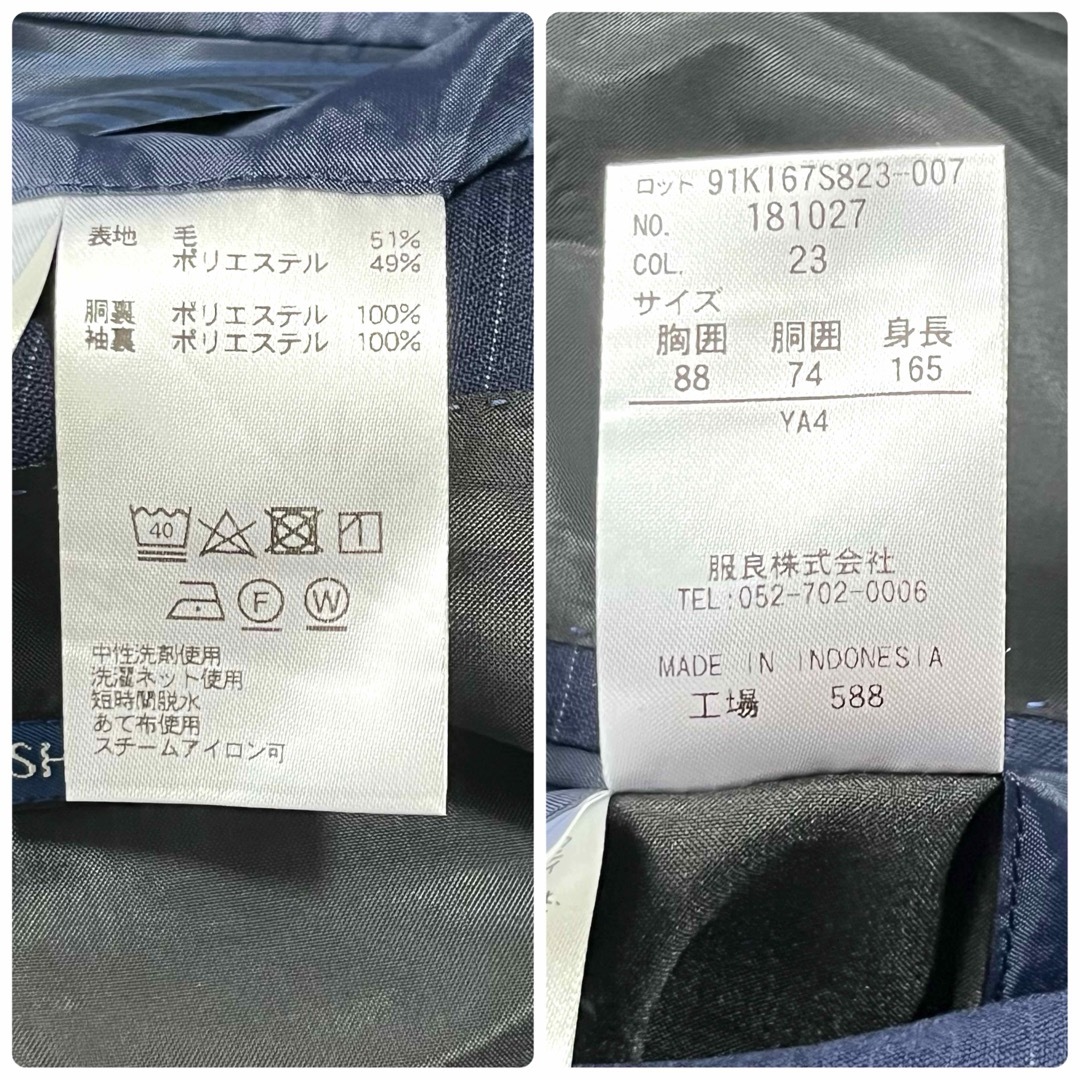 表地 毛 51%
ポリエステル 49%
胴裏 ポリエステル 100%
袖裏 ポリエステル 100%
40
F W
中性洗剤使用
洗濯ネット使用
短時間脱水
あて布使用
スチームアイロン可
SH
ロット 91KI67S823-007
NO. 181027
COL. 23
サイズ
胸囲 胴囲 身長
88 74 165
YA4
服良株式会社
TEL:052-702-0006
MADE IN INDONESIA
工場 588